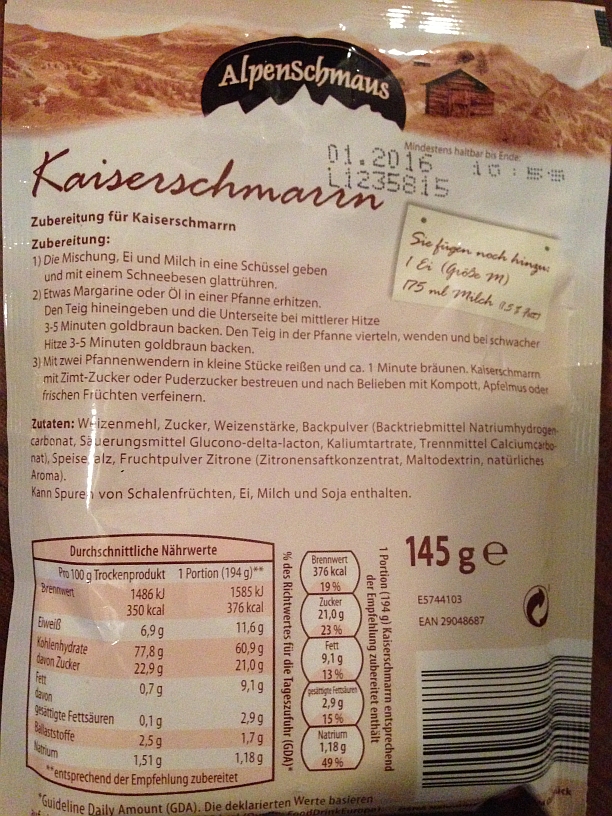 AlpenSchmaus
Mindestens haltbar bis Ende:
01.2016 10:55
L1235815
Kaiserschmarrn
Sie fügen noch hinzu:
1 Ei (Größe M)
175 ml Milch (1,5 % Fett)
Zubereitung für Kaiserschmarrn
Zubereitung:
1) Die Mischung, Ei und Milch in eine Schüssel geben
und mit einem Schneebesen glattrühren.
2) Etwas Margarine oder Öl in einer Pfanne erhitzen.
Den Teig hineingeben und die Unterseite bei mittlerer Hitze
3-5 Minuten goldbraun backen. Den Teig in der Pfanne vierteln, wenden und bei schwacher
Hitze 3-5 Minuten goldbraun backen.
3) Mit zwei Pfannenwendern in kleine Stücke reißen und ca. 1 Minute bräunen. Kaiserschmarrn
mit Zimt-Zucker oder Puderzucker bestreuen und nach Belieben mit Kompott, Apfelmus oder
frischen Früchten verfeinern.
Zutaten: Weizenmehl, Zucker, Weizenstärke, Backpulver (Backtriebmittel Natriumhydrogen-
carbonat, Säuerungsmittel Glucono-delta-lacton, Kaliumtartrate, Trennmittel Calciumcarbo-
nat), Speisesalz, Fruchtpulver Zitrone (Zitronensaftkonzentrat, Maltodextrin, natürliches
Aroma).
Kann Spuren von Schalenfrüchten, Ei, Milch und Soja enthalten.
Durchschnittliche Nährwerte
Pro 100 g Trockenprodukt 1 Portion (194 g)**
Brennwert 1486 kJ 1585 kJ
350 kcal 376 kcal
Eiweiß 6,9 g 11,6 g
Kohlenhydrate 77,8 g 60,9 g
davon Zucker 22,9 g 21,0 g
Fett 0,7 g 9,1 g
davon
gesättigte Fettsäuren 0,1 g 2,9 g
Ballaststoffe 2,5 g 1,7 g
Natrium 1,51 g 1,18 g
**entsprechend der Empfehlung zubereitet
% des Richtwertes für die Tageszufuhr (GDA)*
Brennwert
376 kcal
19 %
Zucker
21,0 g
23 %
Fett
9,1 g
13 %
gesättigte Fettsäuren
2,9 g
15 %
Natrium
1,18 g
49 %
1 Portion (194 g) Kaiserschmarrn entsprechend
der Empfehlung zubereitet enthält
145 g e
E5744103
EAN 29048687
*Guideline Daily Amount (GDA). Die deklarierten Werte basieren